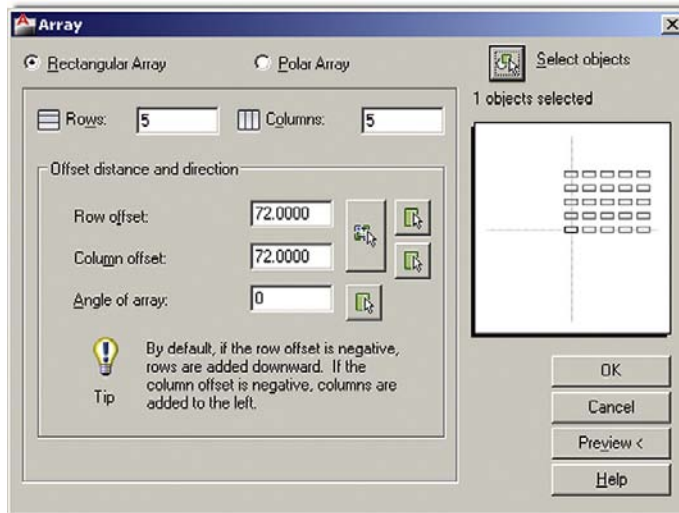 Array
Rectangular Array
Polar Array
Select objects
1 objects selected
Rows: 5
Columns: 5
Offset distance and direction
Row offset: 72.0000
Column offset: 72.0000
Angle of array: 0
Tip
By default, if the row offset is negative,
rows are added downward. If the
column offset is negative, columns are
added to the left.
OK
Cancel
Preview <
Help